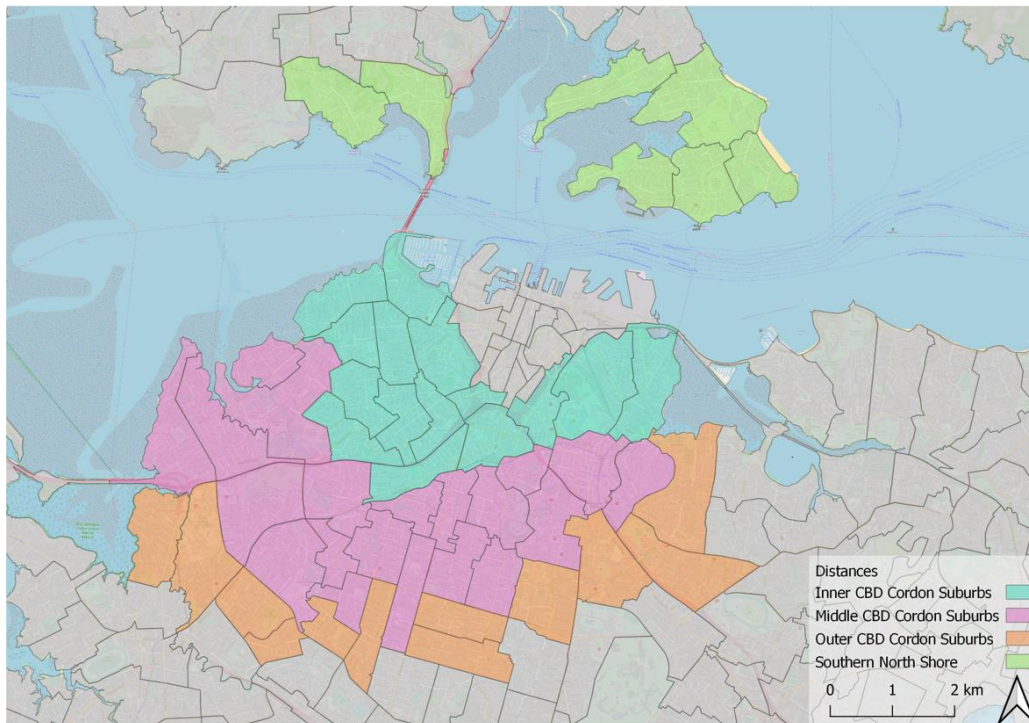 Distances
Inner CBD Cordon Suburbs
Middle CBD Cordon Suburbs
Outer CBD Cordon Suburbs
Southern North Shore
0 1 2 km